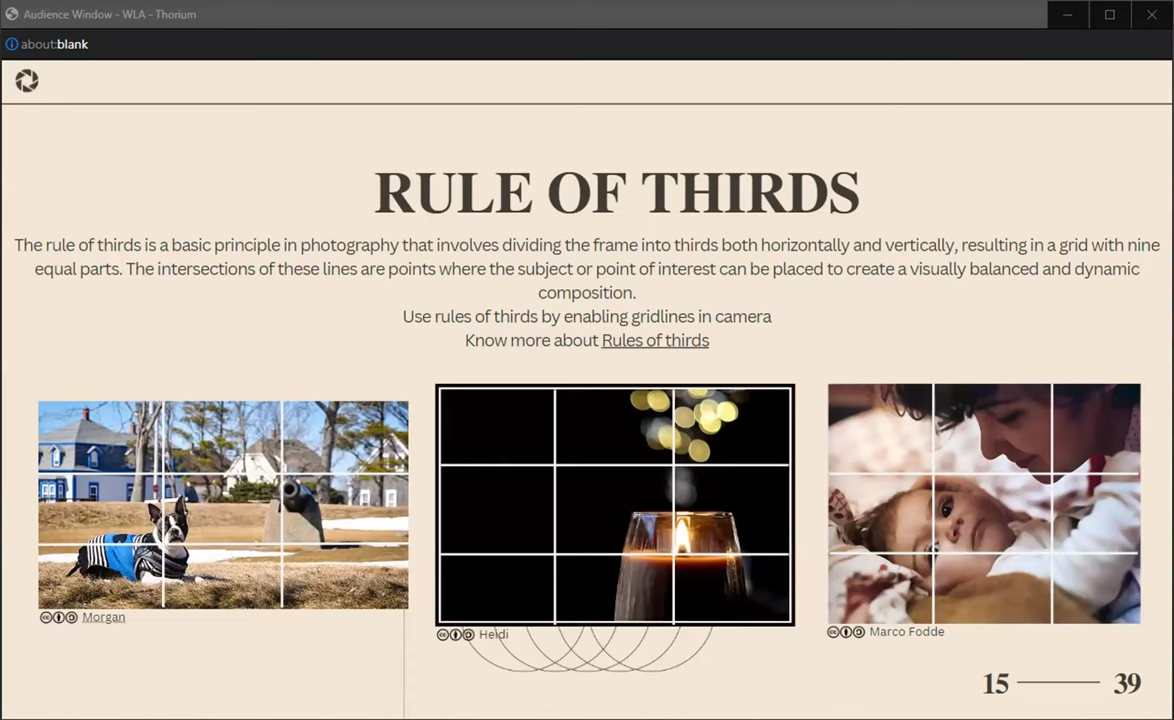 Audience Window - WLA - Thorium
about:blank
RULE OF THIRDS
The rule of thirds is a basic principle in photography that involves dividing the frame into thirds both horizontally and vertically, resulting in a grid with nine
equal parts. The intersections of these lines are points where the subject or point of interest can be placed to create a visually balanced and dynamic
composition.
Use rules of thirds by enabling gridlines in camera
Know more about Rules of thirds
Morgan
Heidi
Marco Fodde
15
39